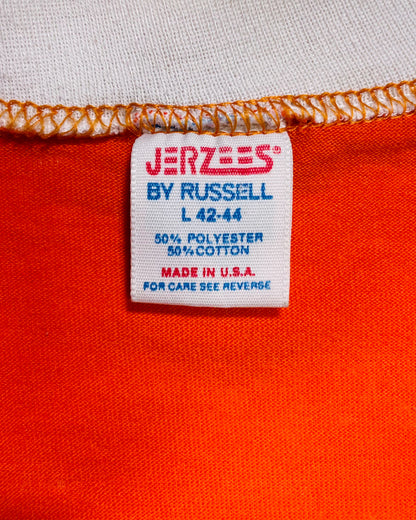 JERZEES®
BY RUSSELL
L 42-44
50% POLYESTER
50% COTTON
MADE IN U.S.A.
FOR CARE SEE REVERSE